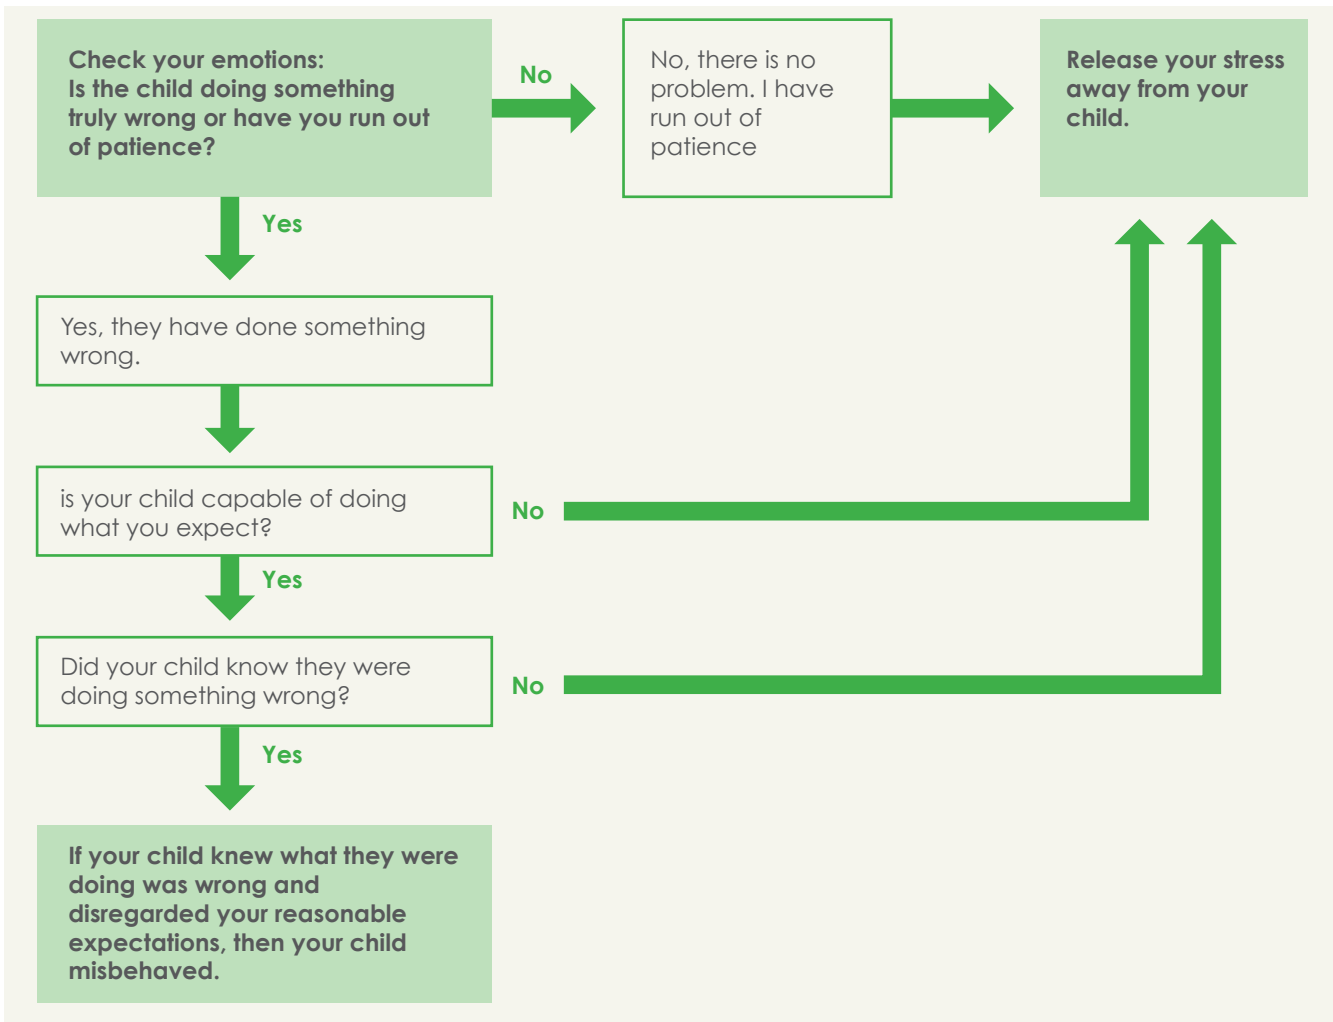 Check your emotions:
Is the child doing something
truly wrong or have you run out
of patience?
No
No, there is no
problem. I have
run out of
patience
Release your stress
away from your
child.
Yes
Yes, they have done something
wrong.
is your child capable of doing
what you expect?
No
Yes
Did your child know they were
doing something wrong?
No
Yes
If your child knew what they were
doing was wrong and
disregarded your reasonable
expectations, then your child
misbehaved.